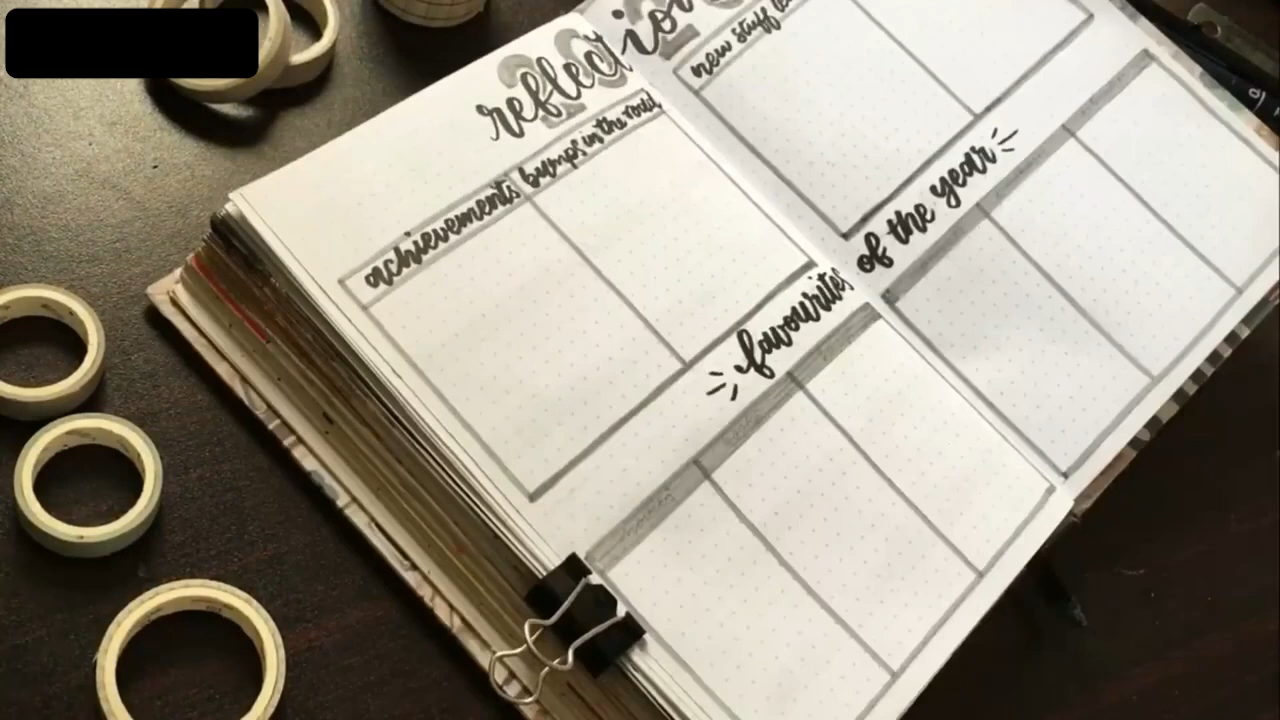 reflection
achievements bumps in the road
new stuff
favourites of the year